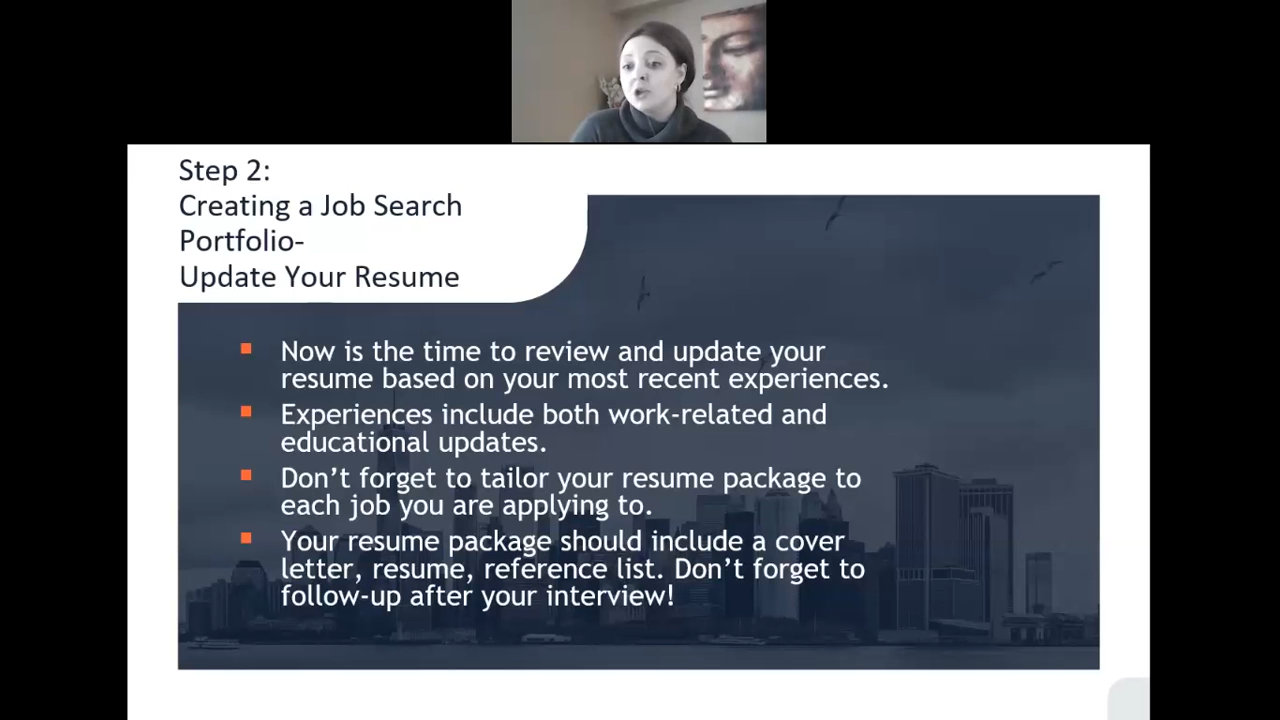 Step 2:
Creating a Job Search
Portfolio-
Update Your Resume
Now is the time to review and update your
resume based on your most recent experiences.
Experiences include both work-related and
educational updates.
Don’t forget to tailor your resume package to
each job you are applying to.
Your resume package should include a cover
letter, resume, reference list. Don’t forget to
follow-up after your interview!